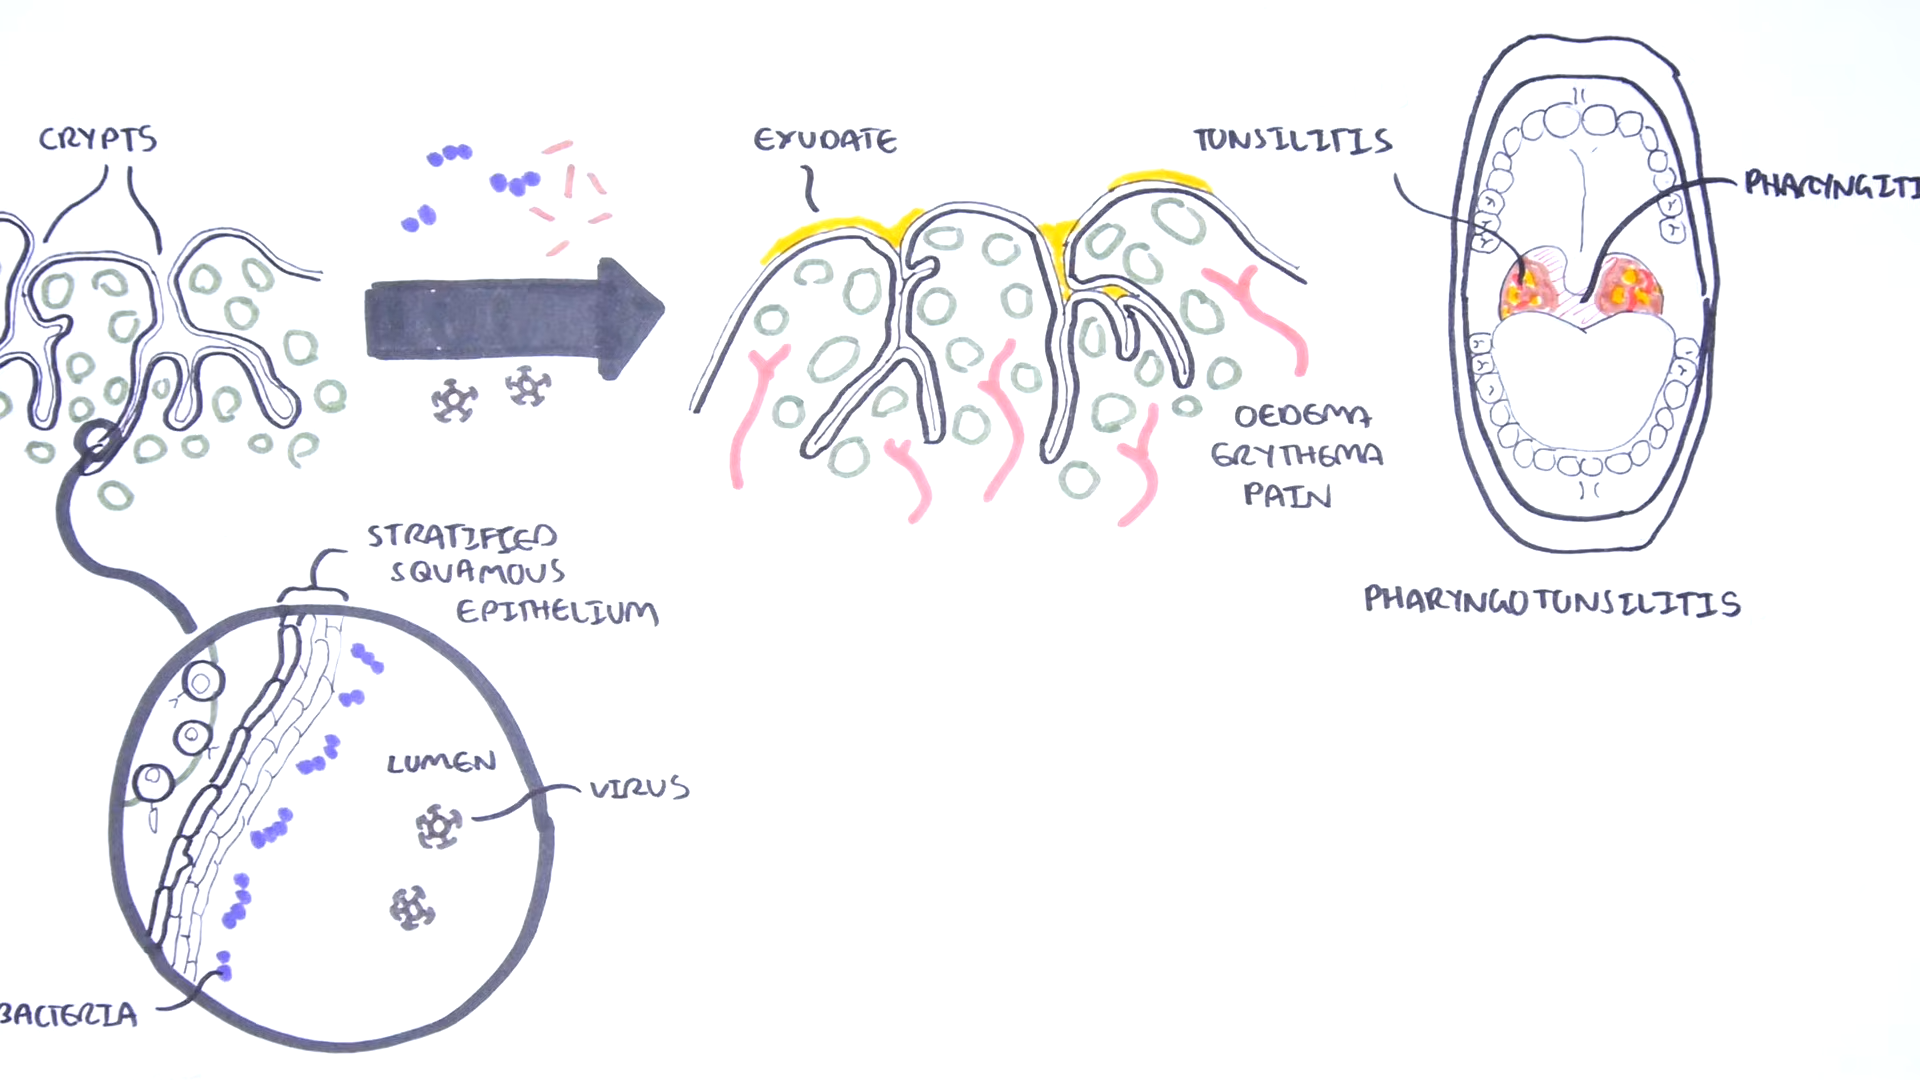 CRYPTS
EXUDATE
TONSILITIS
PHARYNGITI
OEDEMA
ERYTHEMA
PAIN
STRATIFIED
SQUAMOUS
EPITHELIUM
PHARYNGOTONSILITIS
LUMEN
VIRUS
BACTERIA